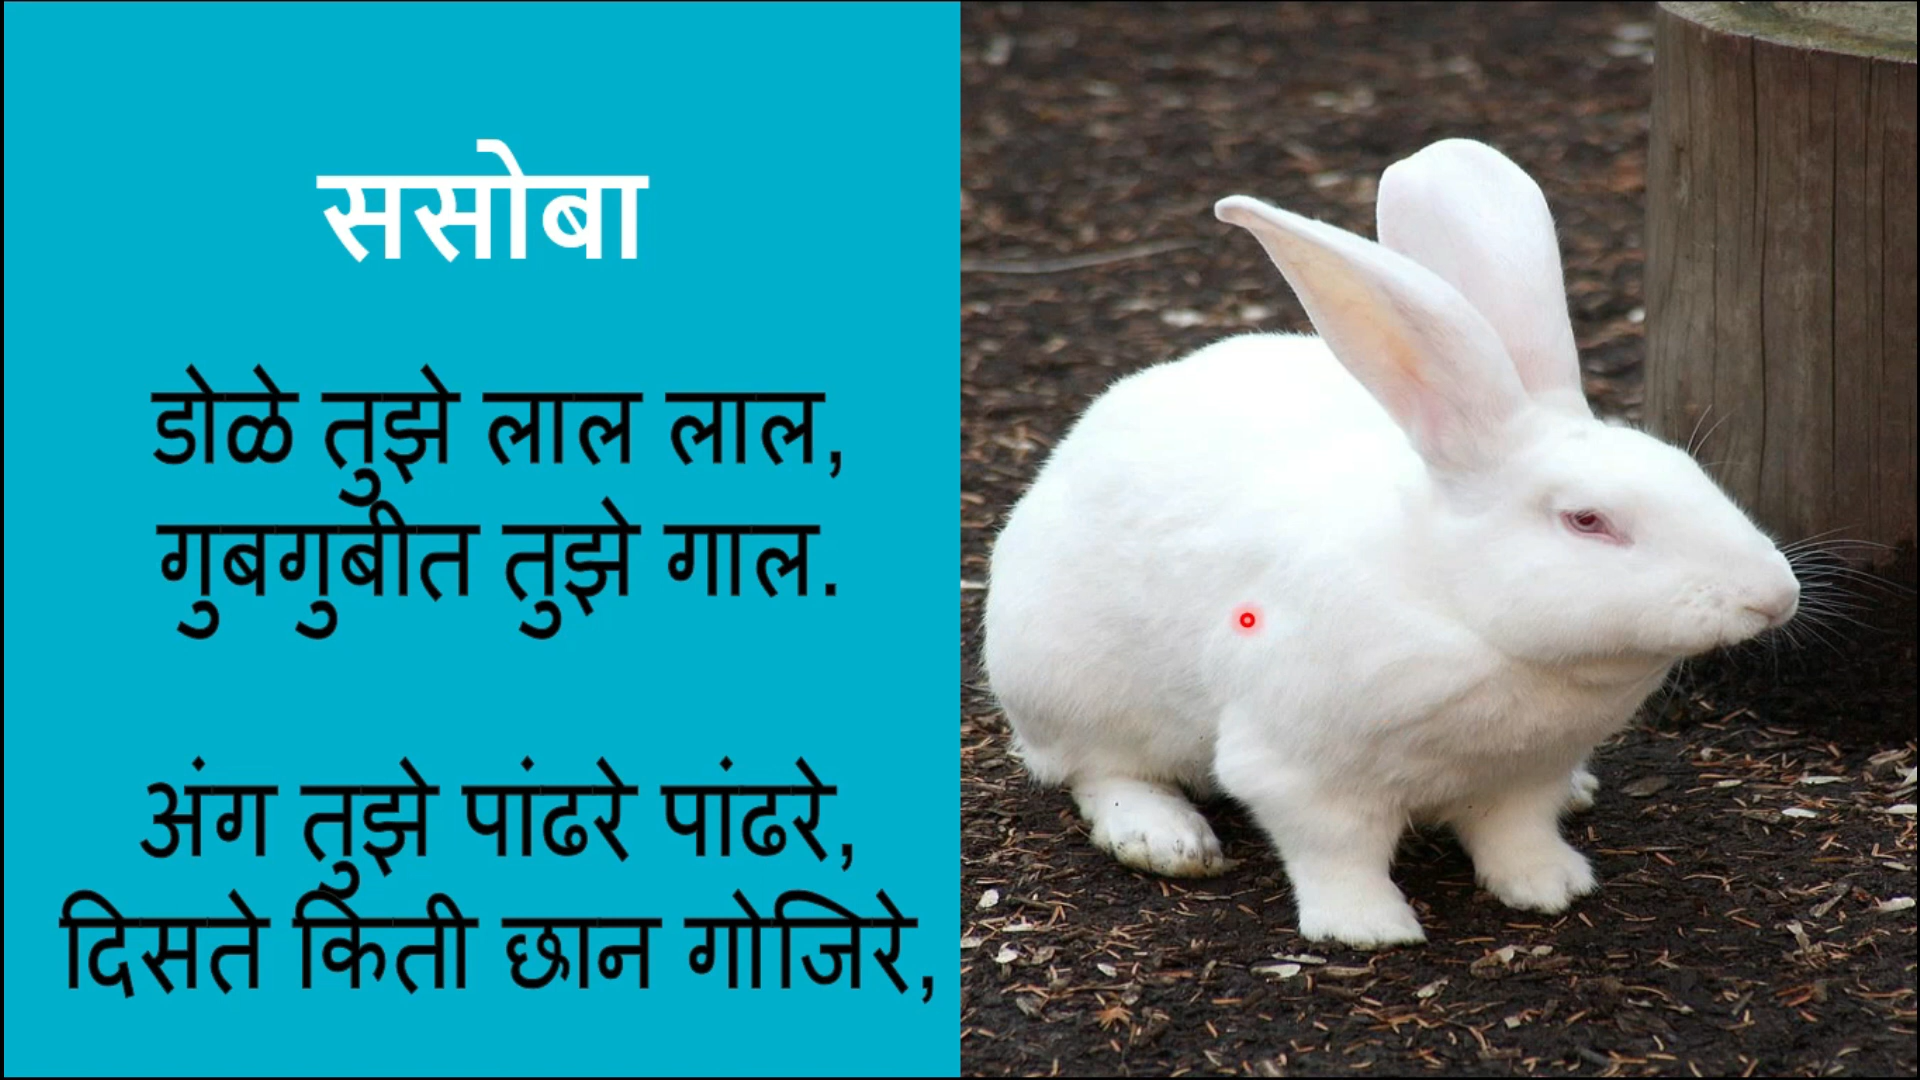 ससोबा
डोळे तुझे लाल लाल,
गुबगुबीत तुझे गाल.
अंग तुझे पांढरे पांढरे,
दिसते किती छान गोजिरे,